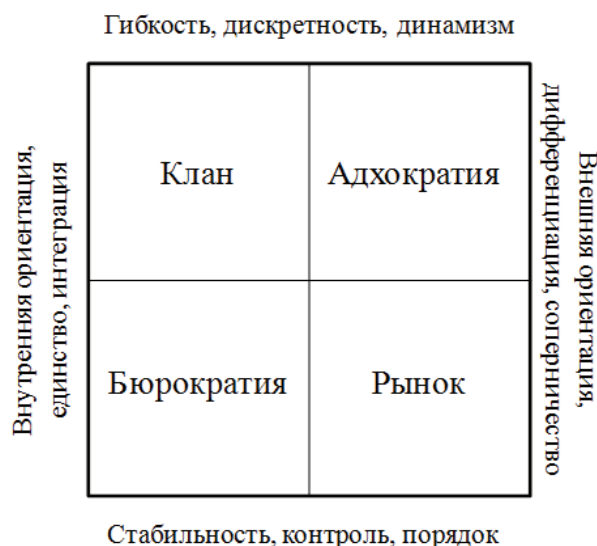 Гибкость, дискретность, динамизм
Внутренняя ориентация,
единство, интеграция
Клан
Адхократия
Бюрократия
Рынок
Внешняя ориентация,
дифференциация, соперничество
Стабильность, контроль, порядок